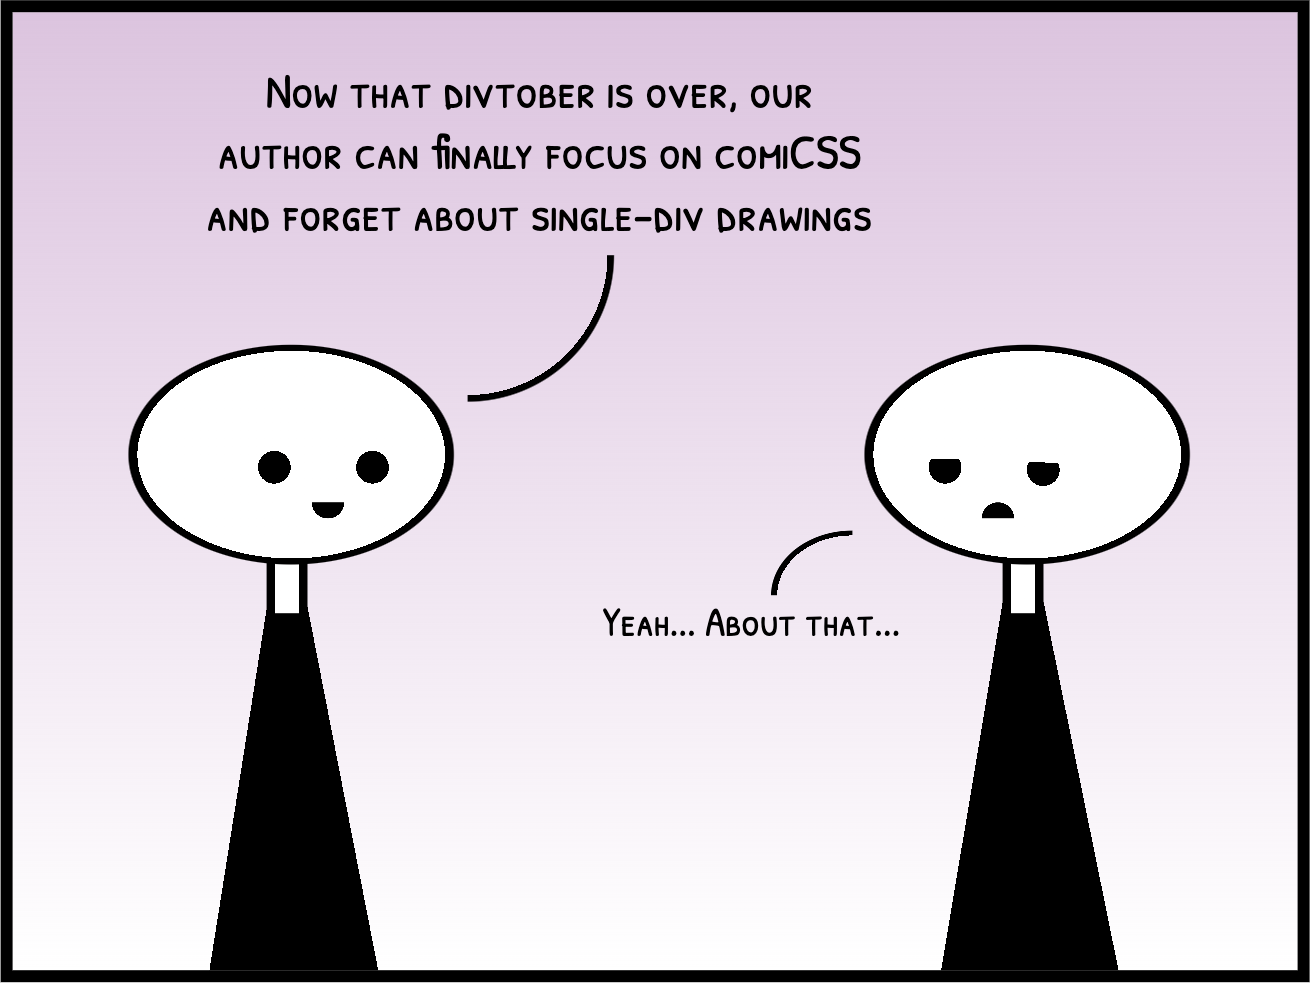 Now that divtober is over, our
author can finally focus on comiCSS
and forget about single-div drawings
Yeah... About that...